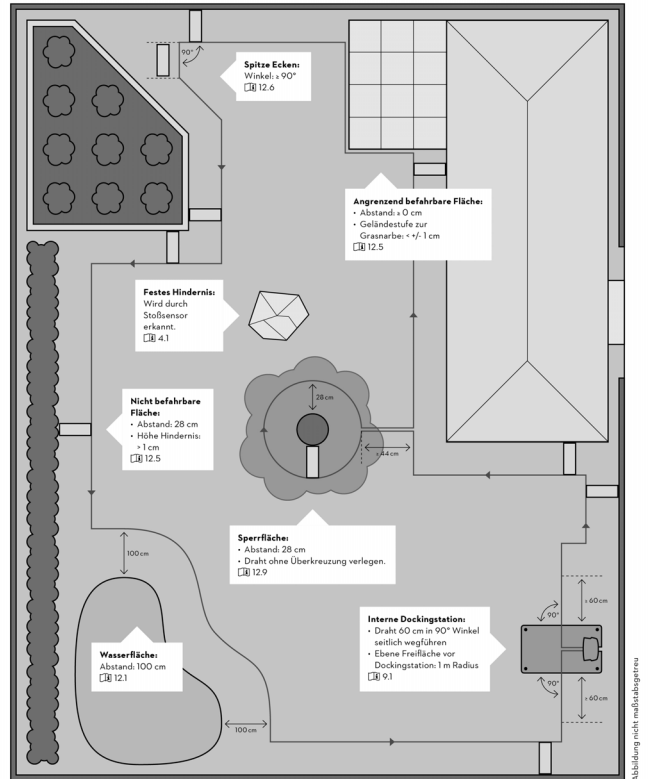 90°
Spitze Ecken:
Winkel: ≥ 90°
12.6
Angrenzend befahrbare Fläche:
• Abstand: ≥ 0 cm
• Geländestufe zur
Grasnarbe: < +/- 1 cm
12.5
Festes Hindernis:
Wird durch
Stoßsensor
erkannt.
4.1
28 cm
Nicht befahrbare
Fläche:
• Abstand: 28 cm
• Höhe Hindernis:
> 1 cm
12.5
≥ 44 cm
Sperrfläche:
• Abstand: 28 cm
• Draht ohne Überkreuzung verlegen.
12.9
100 cm
≥ 60 cm
90°
Interne Dockingstation:
• Draht 60 cm in 90° Winkel
seitlich wegführen
• Ebene Freifläche vor
Dockingstation: 1 m Radius
9.1
Wasserfläche:
Abstand: 100 cm
12.1
90°
≥ 60 cm
100 cm
Abbildung nicht maßstabsgetreu